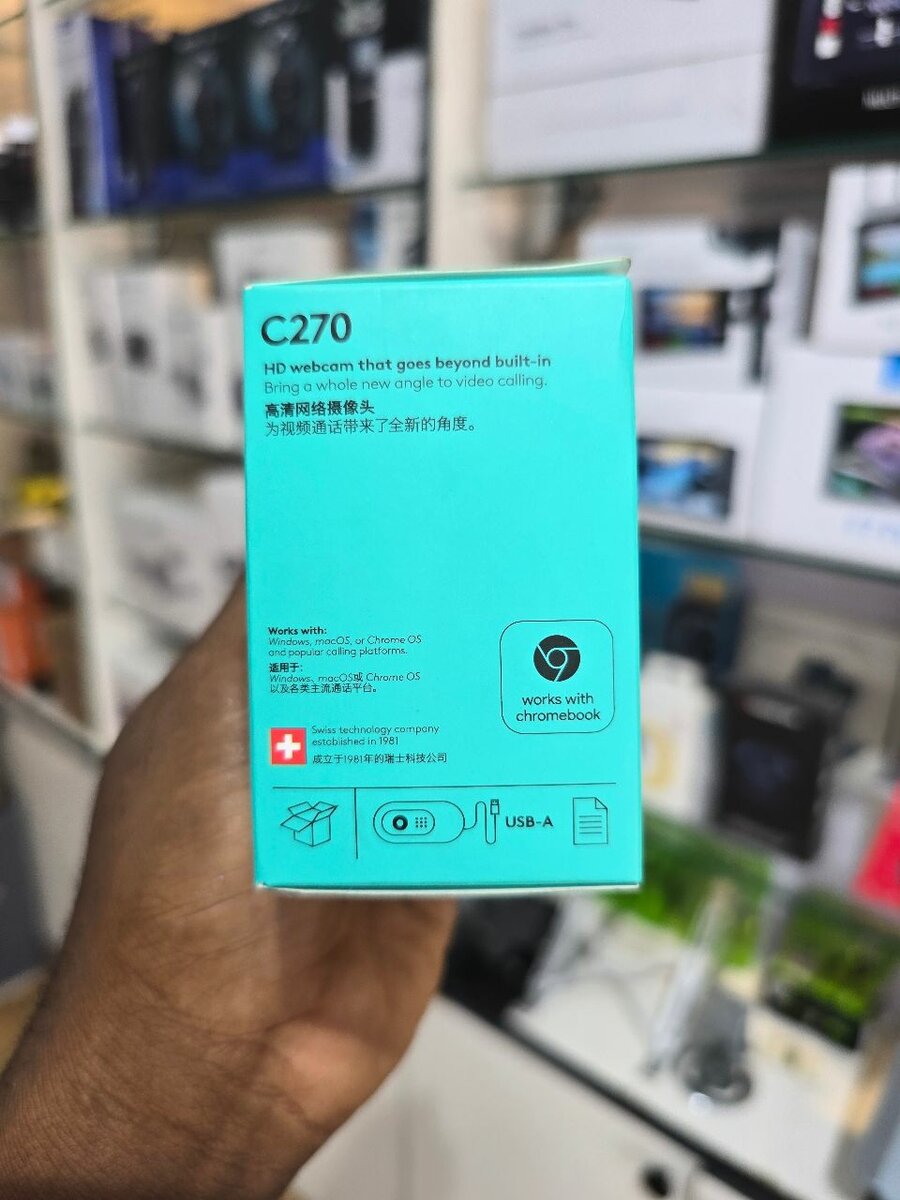 C270
HD webcam that goes beyond built-in
Bring a whole new angle to video calling.
高清网络摄像头
为视频通话带来了全新的角度。
Works with:
Windows, macOS, or Chrome OS
and popular calling platforms.
适用于:
Windows, macOS或 Chrome OS
以及各类主流通话平台。
works with
chromebook
Swiss technology company
established in 1981
成立于1981年的瑞士科技公司
USB-A